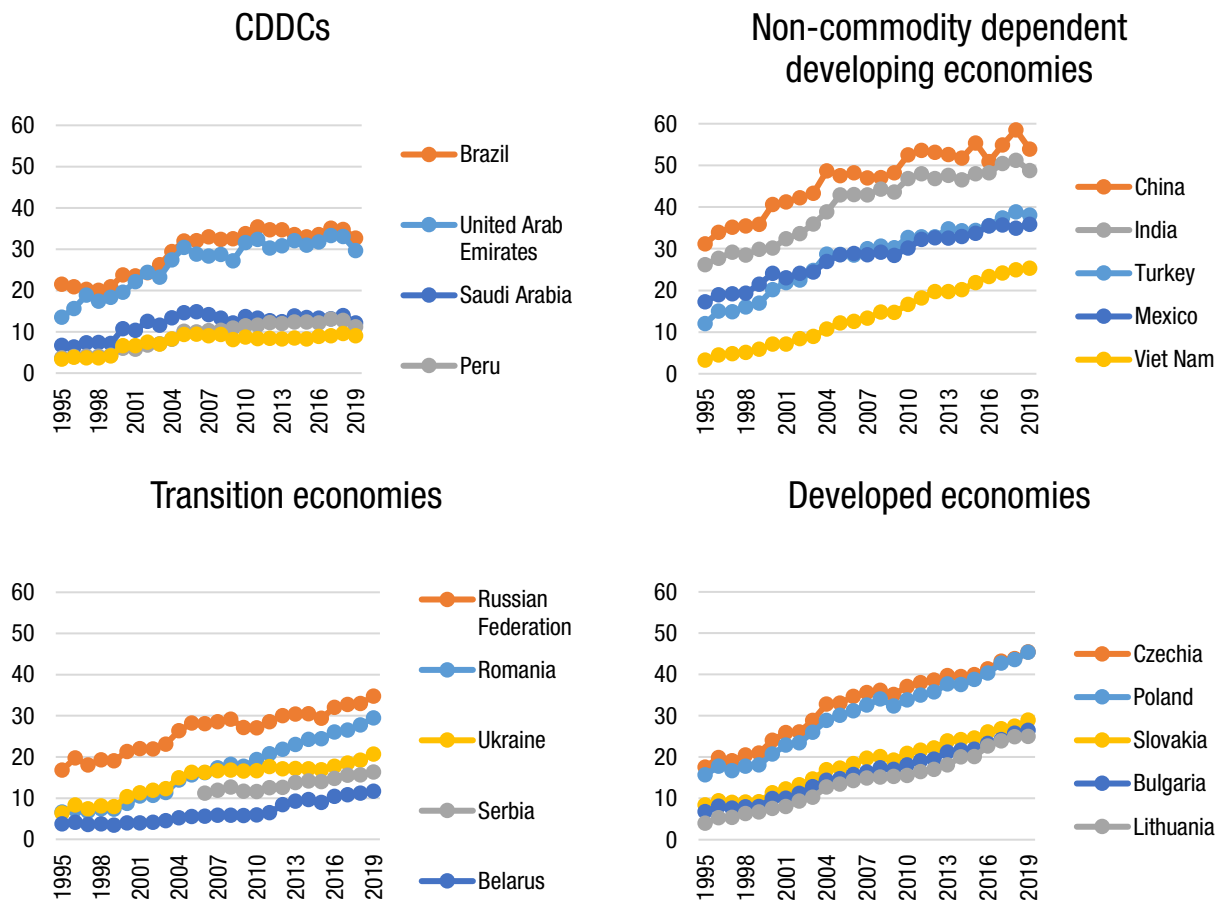 CDDCs
60
50
40
30
20
10
0
1995
1998
2001
2004
2007
2010
2013
2016
2019
Brazil
United Arab
Emirates
Saudi Arabia
Peru
Non-commodity dependent
developing economies
60
50
40
30
20
10
0
1995
1998
2001
2004
2007
2010
2013
2016
2019
China
India
Turkey
Mexico
Viet Nam
Transition economies
60
50
40
30
20
10
0
1995
1998
2001
2004
2007
2010
2013
2016
2019
Russian
Federation
Romania
Ukraine
Serbia
Belarus
Developed economies
60
50
40
30
20
10
0
1995
1998
2001
2004
2007
2010
2013
2016
2019
Czechia
Poland
Slovakia
Bulgaria
Lithuania